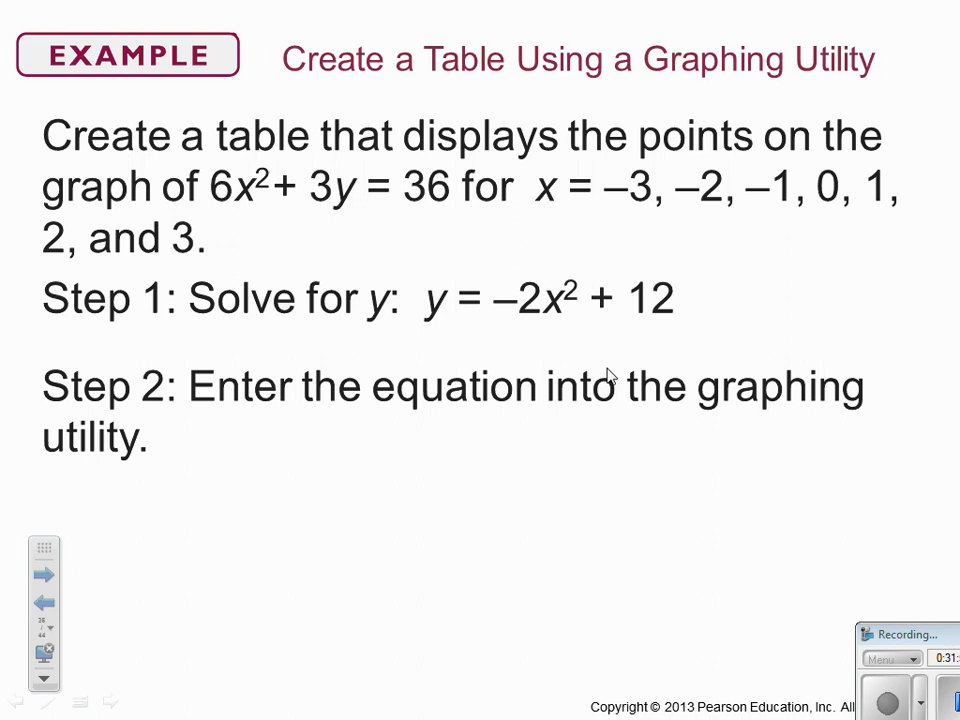 EXAMPLE
Create a Table Using a Graphing Utility
Create a table that displays the points on the
graph of 6x²+ 3y = 36 for x = –3, –2, –1, 0, 1,
2, and 3.
Step 1: Solve for y: y = –2x² + 12
Step 2: Enter the equation into the graphing
utility.
36
/
44
Recording...
Menu
0:31:
Copyright © 2013 Pearson Education, Inc. All